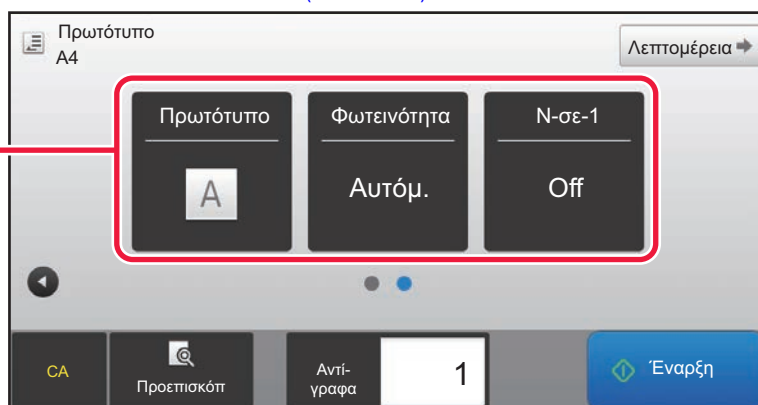 Πρωτότυπο
A4
Λεπτομέρεια
Πρωτότυπο
Φωτεινότητα
N-σε-1
A
Αυτόμ.
Off
CA
Προεπισκόπ
Αντί-
γραφα
1
Έναρξη